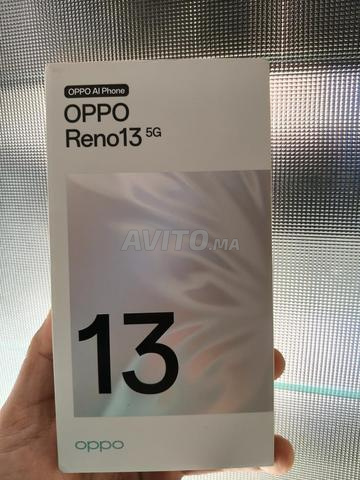 OPPO AI Phone
OPPO
Reno13 5G
AVITO.MA
13
oppo